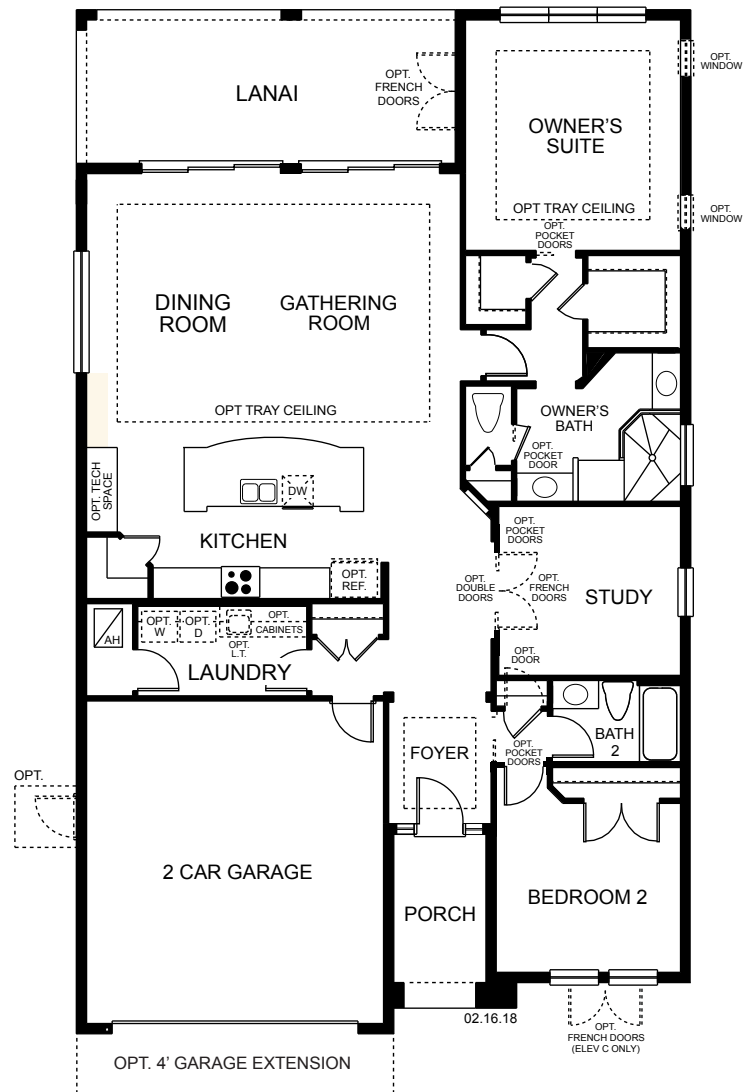 OPT.
FRENCH
DOORS
LANAI
OPT.
WINDOW
OWNER'S
SUITE
OPT TRAY CEILING
OPT.
WINDOW
OPT.
POCKET
DOORS
DINING
ROOM
GATHERING
ROOM
OPT TRAY CEILING
OWNER'S
BATH
OPT.
POCKET
DOOR
OPT. TECH
SPACE
DW
KITCHEN
OPT.
REF.
OPT.
POCKET
DOORS
OPT.
DOUBLE
DOORS
OPT.
FRENCH
DOORS
STUDY
OPT.
DOOR
AH
OPT.
W
OPT.
D
OPT.
CABINETS
OPT.
L.T.
LAUNDRY
FOYER
OPT.
POCKET
DOORS
BATH
2
OPT.
2 CAR GARAGE
PORCH
BEDROOM 2
02.16.18
OPT.
FRENCH DOORS
(ELEV C ONLY)
OPT. 4' GARAGE EXTENSION